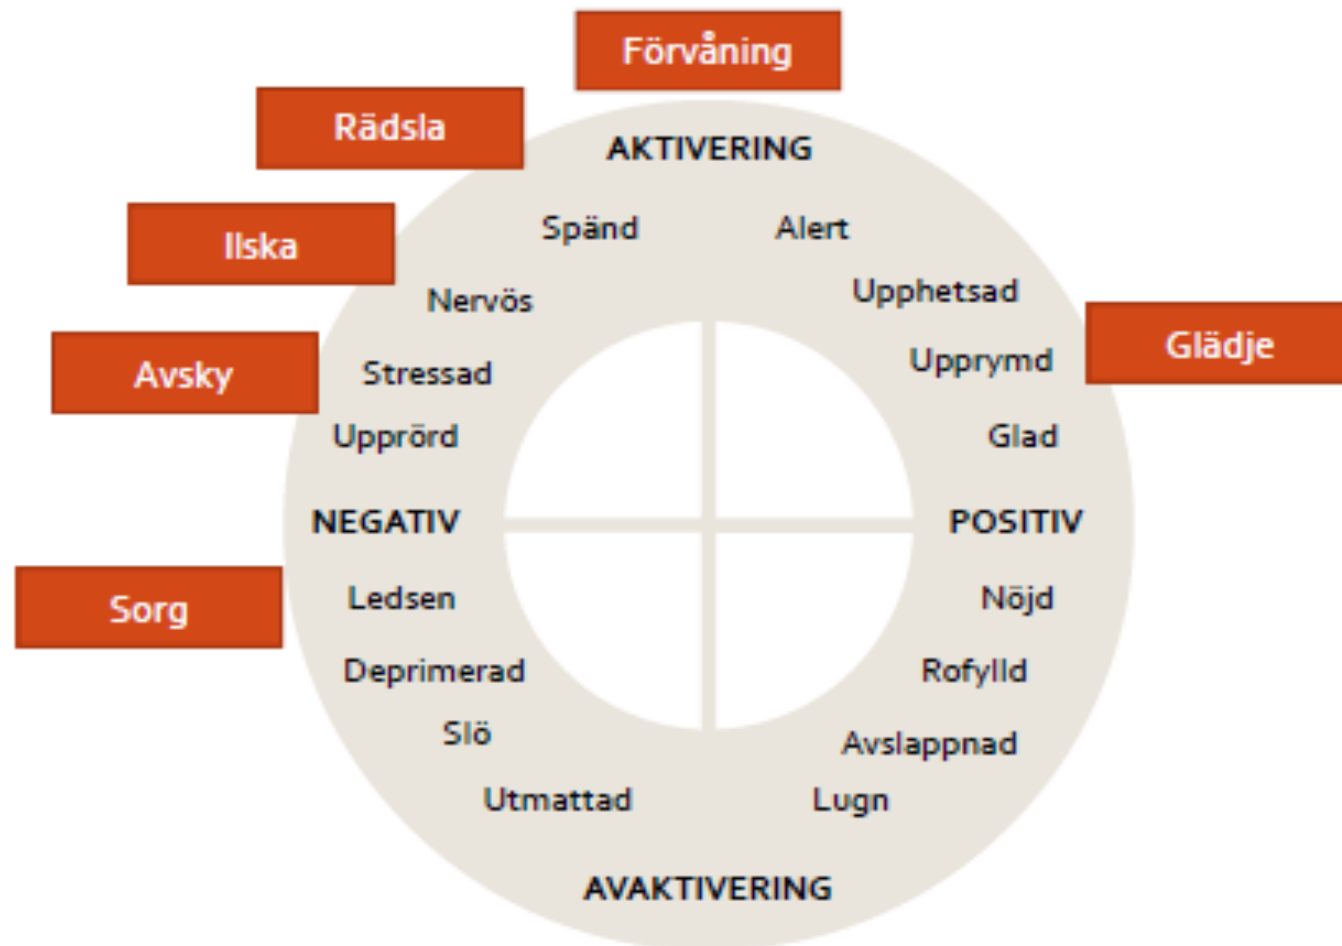 Förvåning
Rädsla
AKTIVERING
Spänd
Alert
Ilska
Nervös
Upphetsad
Glädje
Avsky
Stressad
Upprymd
Upprörd
Glad
NEGATIV
POSITIV
Sorg
Ledsen
Nöjd
Deprimerad
Rofylld
Slö
Avslappnad
Utmattad
Lugn
AVAKTIVERING